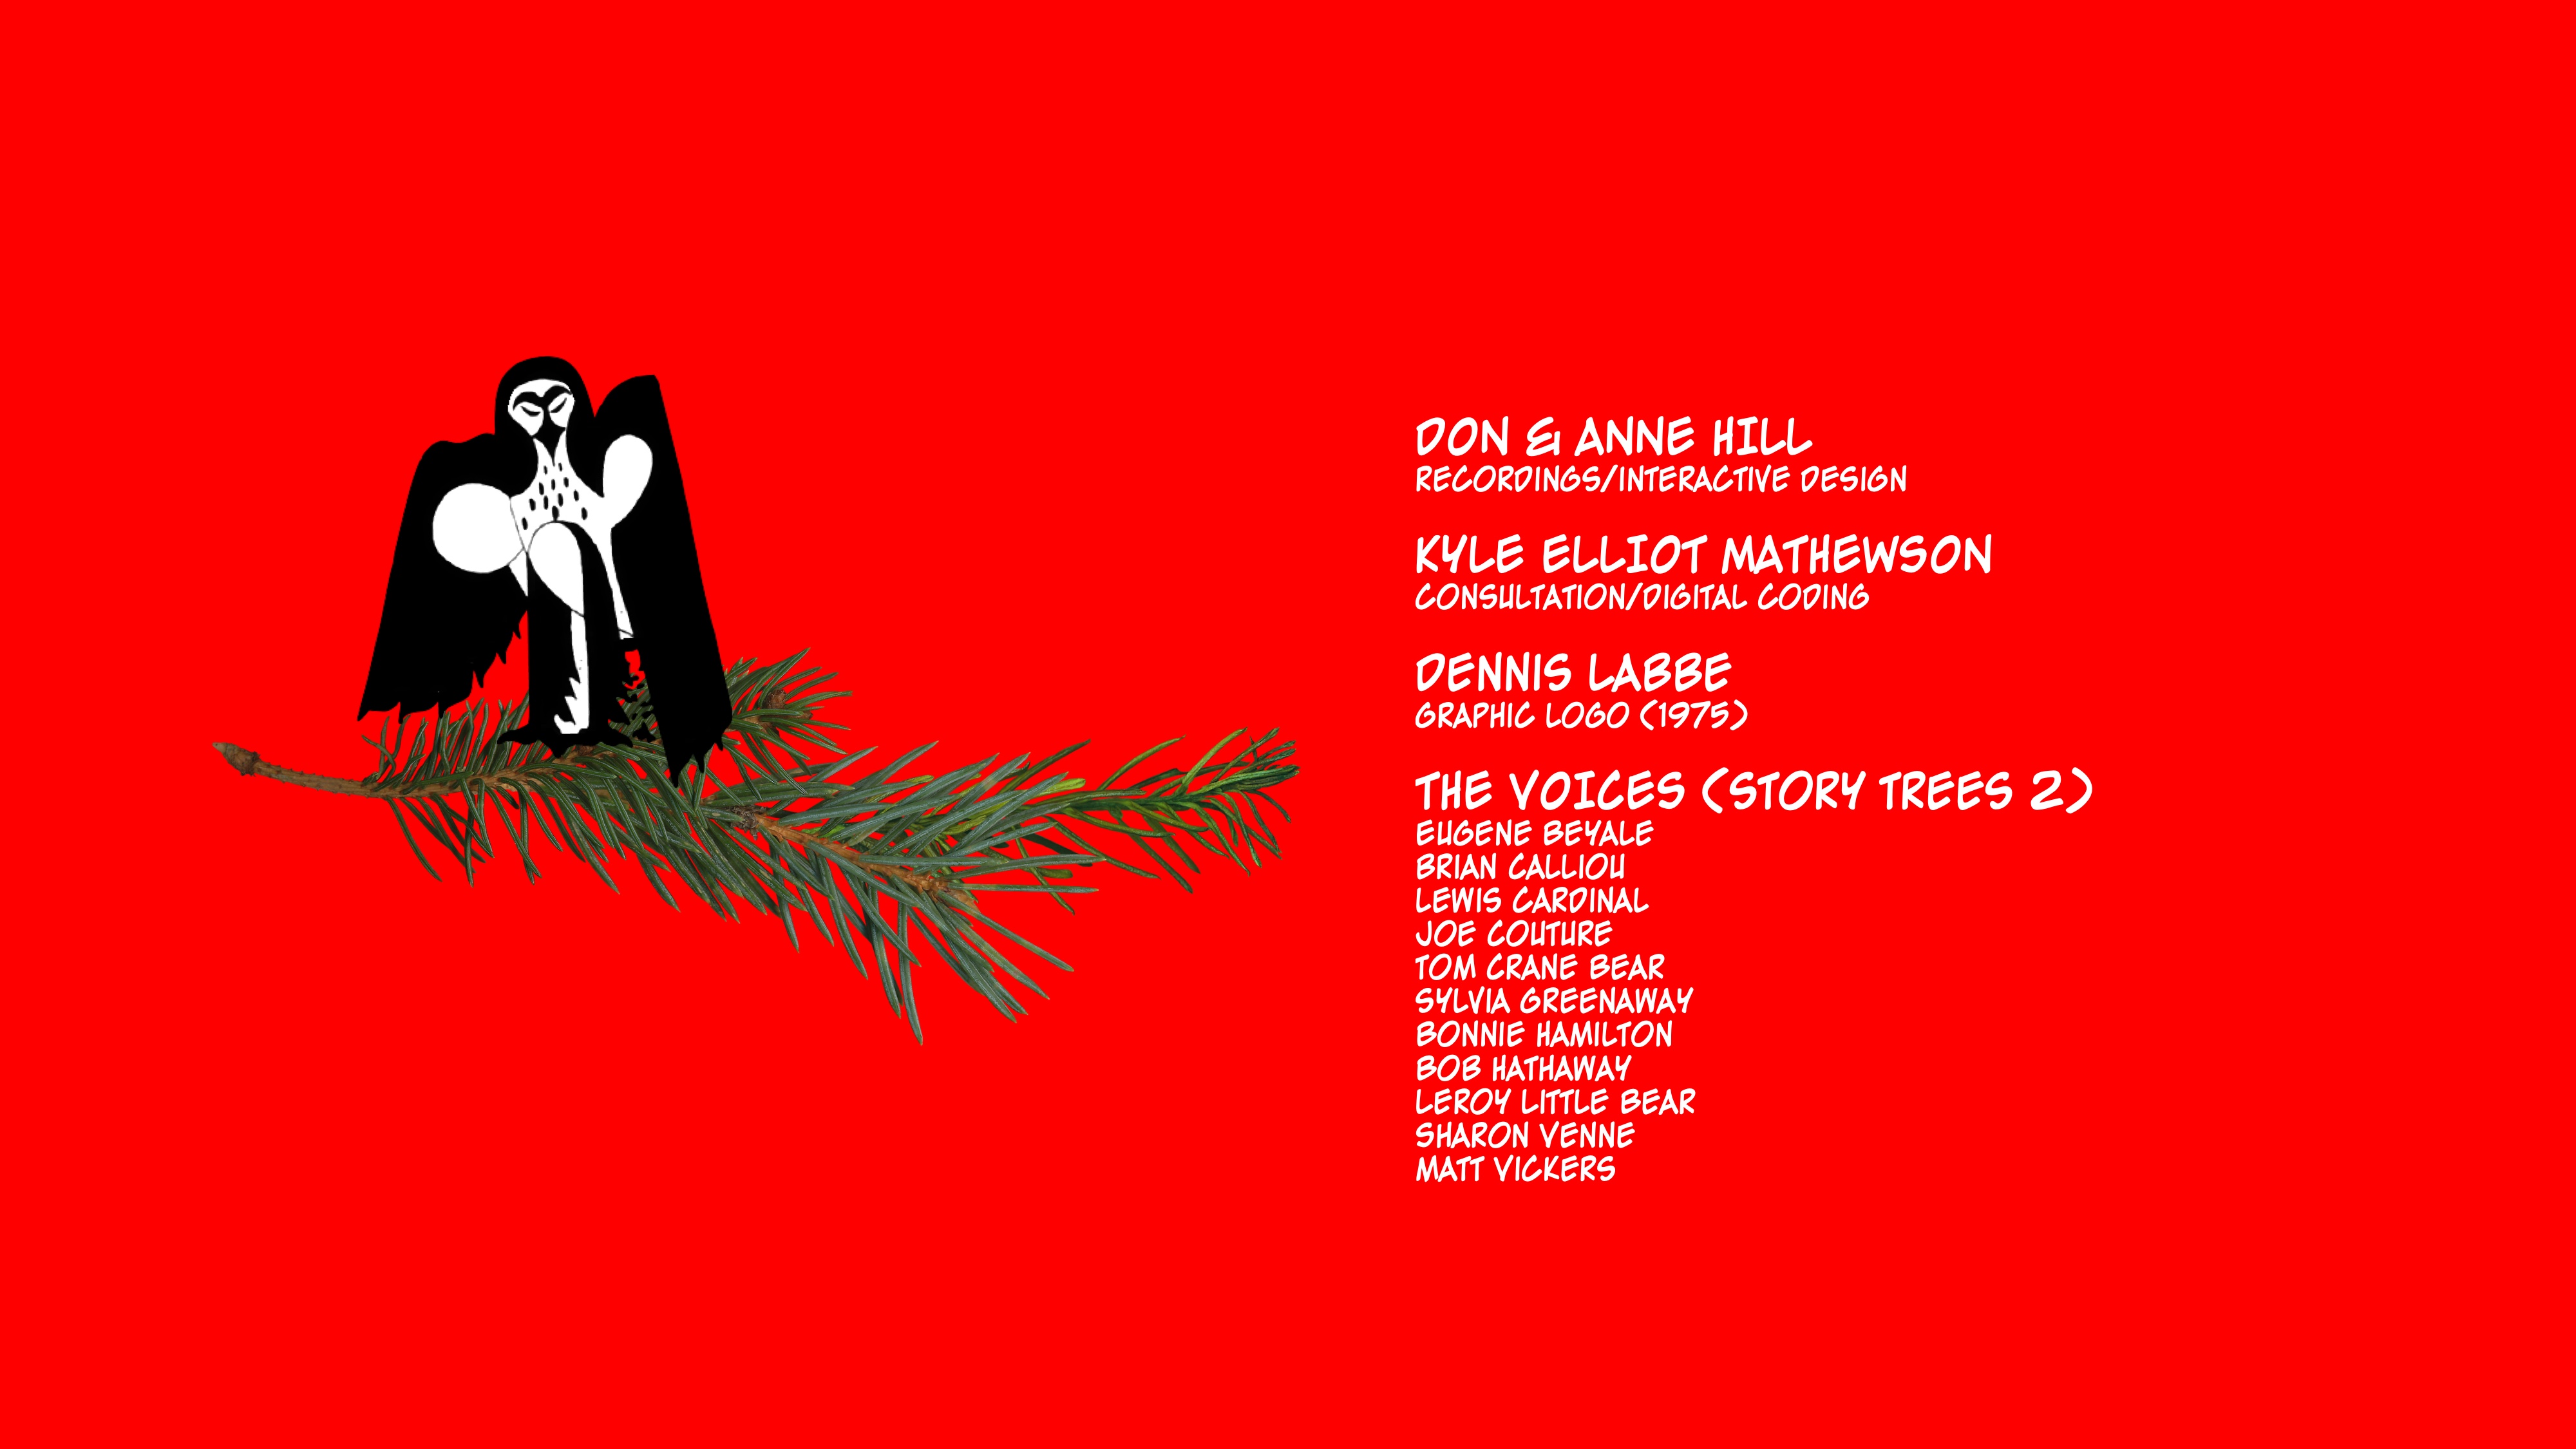 DON & ANNE HILL
RECORDINGS/INTERACTIVE DESIGN
KYLE ELLIOT MATHEWSON
CONSULTATION/DIGITAL CODING
DENNIS LABBE
GRAPHIC LOGO (1975)
THE VOICES (STORY TREES 2)
EUGENE BEYALE
BRIAN CALLIOU
LEWIS CARDINAL
JOE COUTURE
TOM CRANE BEAR
SYLVIA GREENAWAY
BONNIE HAMILTON
BOB HATHAWAY
LEROY LITTLE BEAR
SHARON VENNE
MATT VICKERS